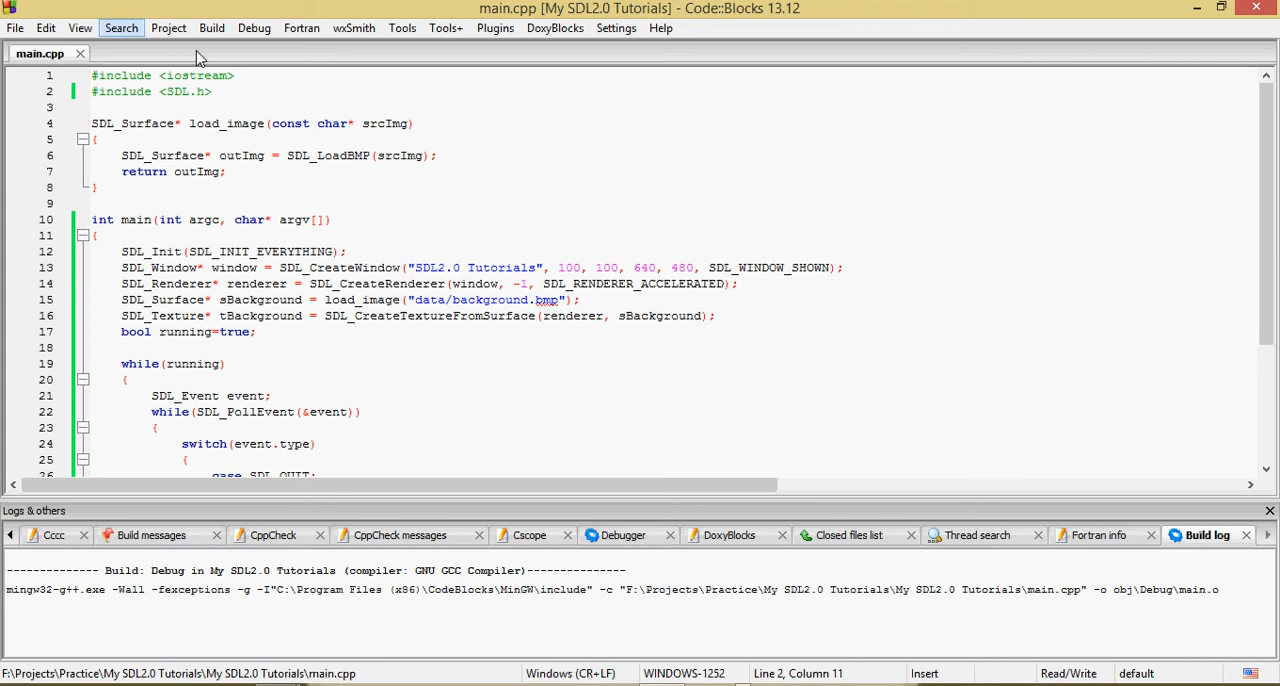 main.cpp [My SDL2.0 Tutorials] - Code::Blocks 13.12
File Edit View Search Project Build Debug Fortran wxSmith Tools Tools+ Plugins DoxyBlocks Settings Help
main.cpp
1 #include <iostream>
2 #include <SDL.h>
3
4 SDL_Surface* load_image(const char* srcImg)
5 {
6 SDL_Surface* outImg = SDL_LoadBMP(srcImg);
7 return outImg;
8 }
9
10 int main(int argc, char* argv[])
11 {
12 SDL_Init(SDL_INIT_EVERYTHING);
13 SDL_Window* window = SDL_CreateWindow("SDL2.0 Tutorials", 100, 100, 640, 480, SDL_WINDOW_SHOWN);
14 SDL_Renderer* renderer = SDL_CreateRenderer(window, -1, SDL_RENDERER_ACCELERATED);
15 SDL_Surface* sBackground = load_image("data/background.bmp");
16 SDL_Texture* tBackground = SDL_CreateTextureFromSurface(renderer, sBackground);
17 bool running=true;
18
19 while(running)
20 {
21 SDL_Event event;
22 while(SDL_PollEvent(&event))
23 {
24 switch(event.type)
25 {
26 case SDL_QUIT:
Logs & others
Cccc Build messages CppCheck CppCheck messages Cscope Debugger DoxyBlocks Closed files list Thread search Fortran info Build log
-------------- Build: Debug in My SDL2.0 Tutorials (compiler: GNU GCC Compiler)---------------
mingw32-g++.exe -Wall -fexceptions -g -I"C:\Program Files (x86)\CodeBlocks\MinGW\include" -c "F:\Projects\Practice\My SDL2.0 Tutorials\My SDL2.0 Tutorials\main.cpp" -o obj\Debug\main.o
F:\Projects\Practice\My SDL2.0 Tutorials\My SDL2.0 Tutorials\main.cpp Windows (CR+LF) WINDOWS-1252 Line 2, Column 11 Insert Read/Write default